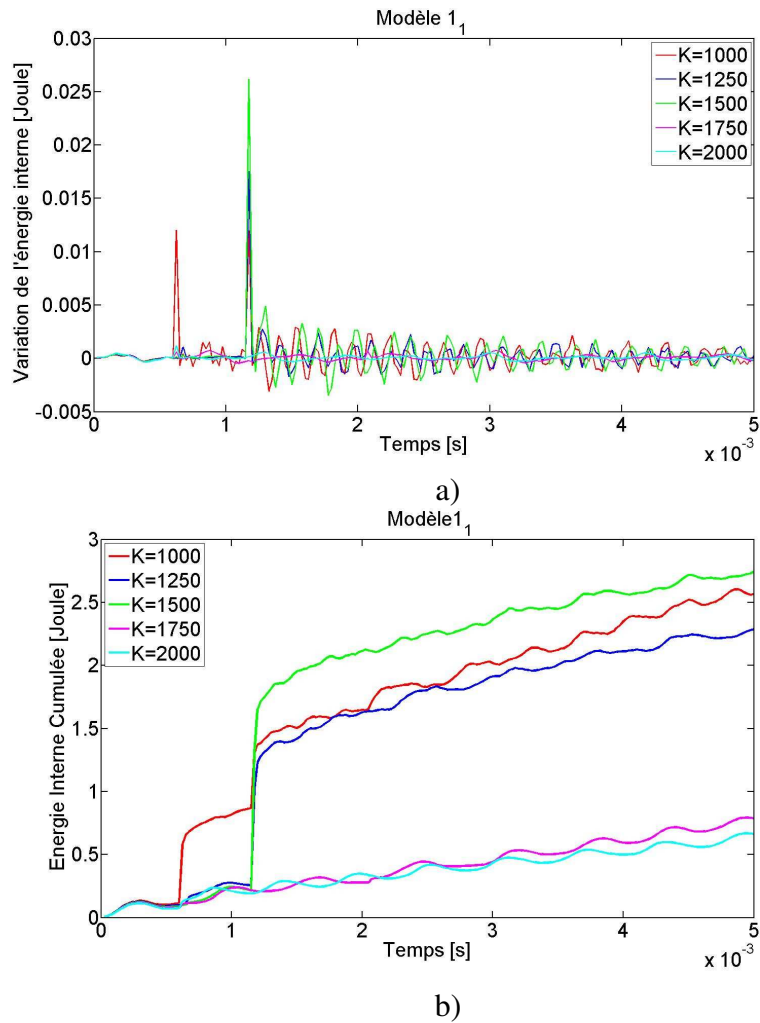 Modèle 1₁
Variation de l'énergie interne [Joule]
0.03
0.025
0.02
0.015
0.01
0.005
0
-0.005
K=1000
K=1250
K=1500
K=1750
K=2000
0 1 2 3 4 5
Temps [s]
x 10⁻³
a)
Modèle1₁
Energie Interne Cumulée [Joule]
3
2.5
2
1.5
1
0.5
0
K=1000
K=1250
K=1500
K=1750
K=2000
0 1 2 3 4 5
Temps [s]
x 10⁻³
b)